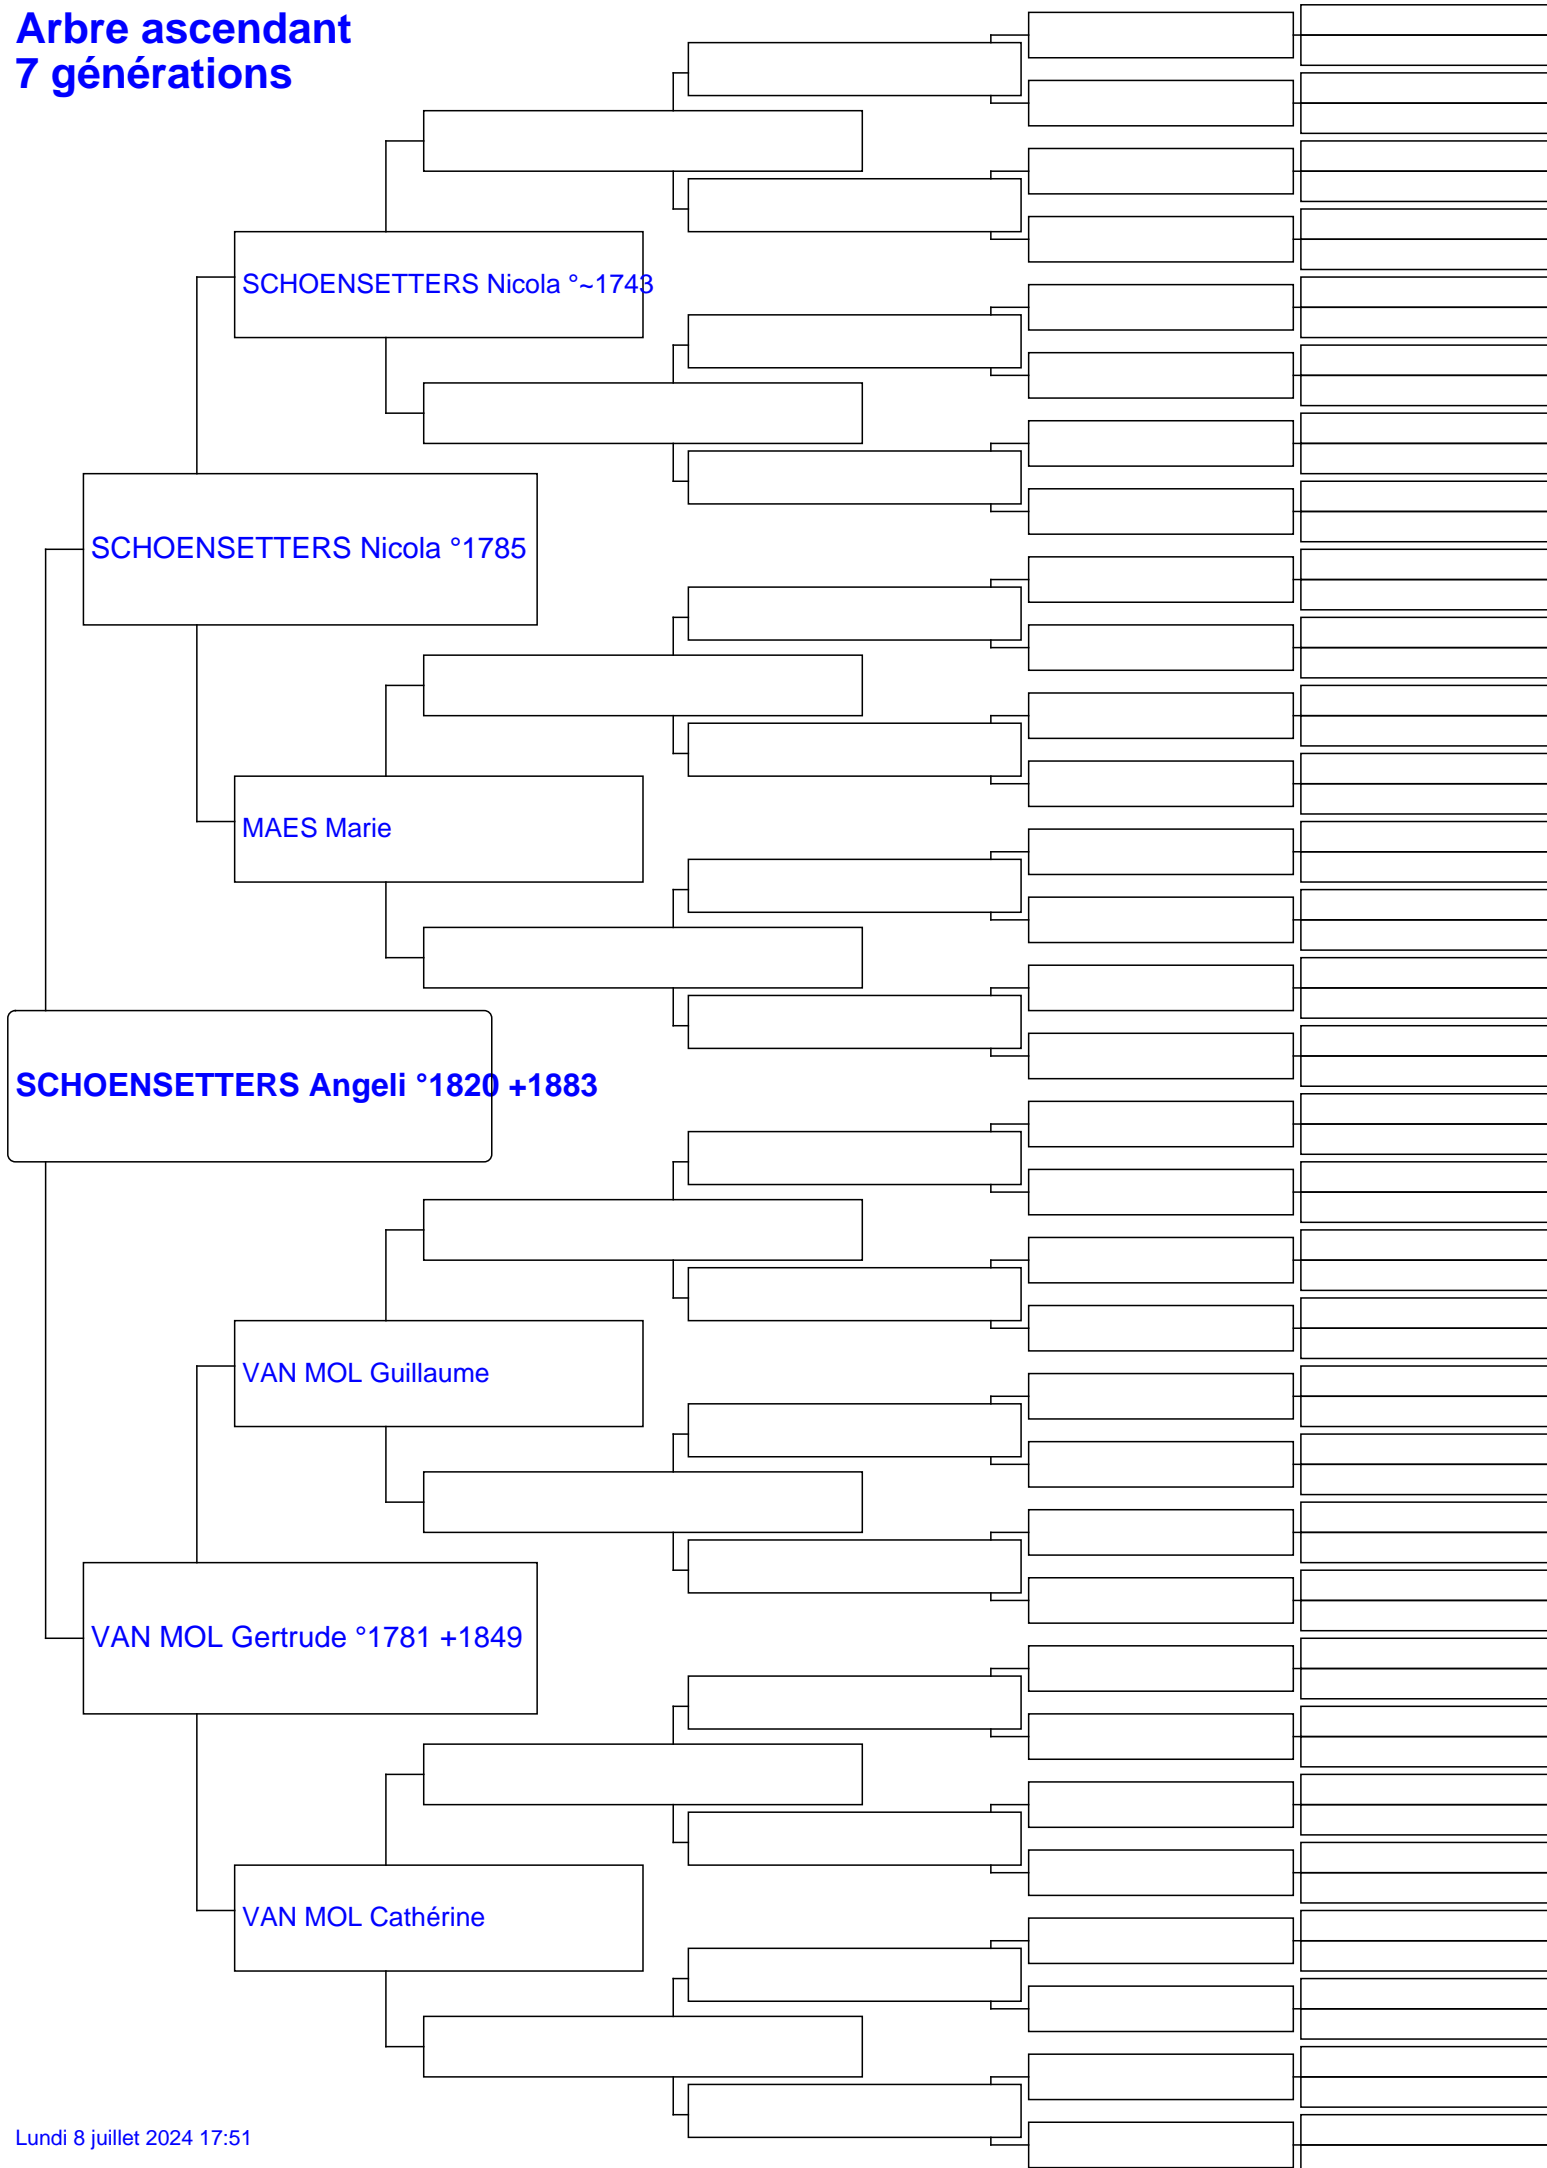 Arbre ascendant
7 générations
SCHOENSETTERS Nicola °~1743
SCHOENSETTERS Nicola °1785
MAES Marie
SCHOENSETTERS Angeli °1820 +1883
VAN MOL Guillaume
VAN MOL Gertrude °1781 +1849
VAN MOL Cathérine
Lundi 8 juillet 2024 17:51